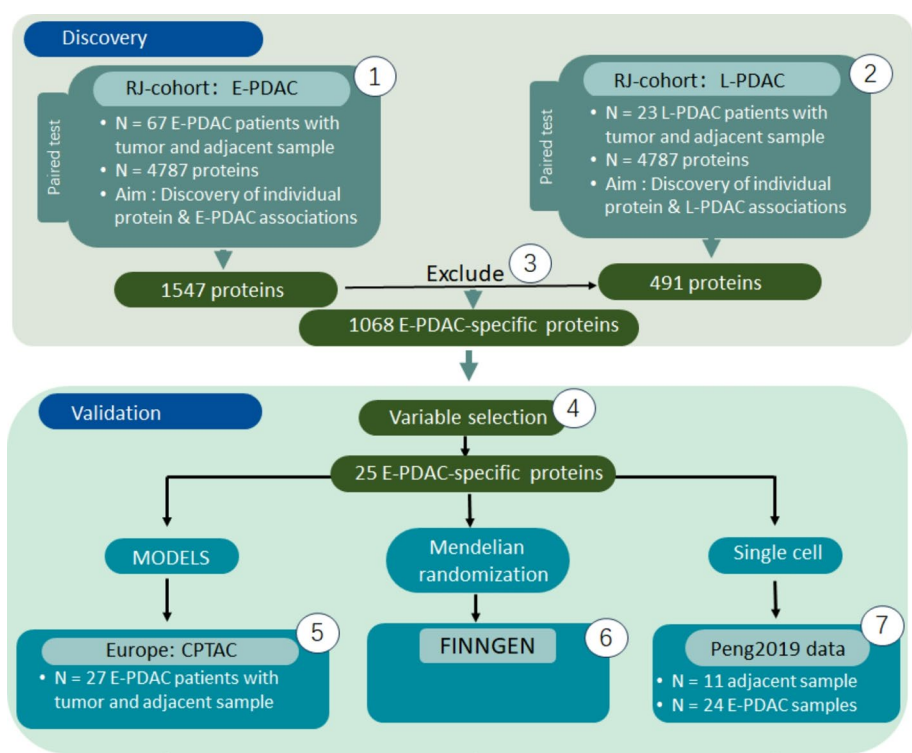 Discovery
1
RJ-cohort: E-PDAC
Paired test
• N = 67 E-PDAC patients with
tumor and adjacent sample
• N = 4787 proteins
• Aim : Discovery of individual
protein & E-PDAC associations
2
RJ-cohort: L-PDAC
Paired test
• N = 23 L-PDAC patients with
tumor and adjacent sample
• N = 4787 proteins
• Aim : Discovery of individual
protein & L-PDAC associations
1547 proteins
Exclude
3
491 proteins
1068 E-PDAC-specific proteins
Validation
Variable selection
4
25 E-PDAC-specific proteins
MODELS
Mendelian
randomization
Single cell
5
Europe: CPTAC
• N = 27 E-PDAC patients with
tumor and adjacent sample
6
FINNGEN
7
Peng2019 data
• N = 11 adjacent sample
• N = 24 E-PDAC samples